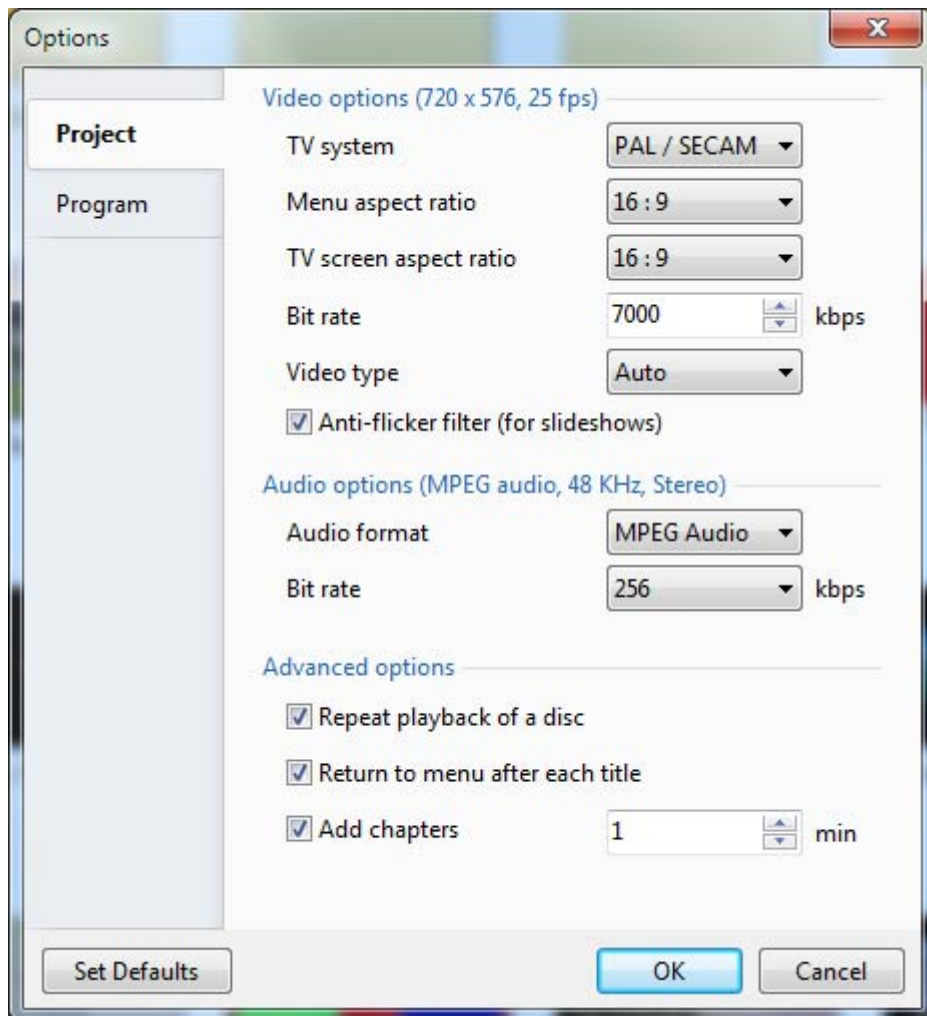 Options
Project
Program
Video options (720 x 576, 25 fps)
TV system PAL / SECAM
Menu aspect ratio 16 : 9
TV screen aspect ratio 16 : 9
Bit rate 7000 kbps
Video type Auto
Anti-flicker filter (for slideshows)
Audio options (MPEG audio, 48 KHz, Stereo)
Audio format MPEG Audio
Bit rate 256 kbps
Advanced options
Repeat playback of a disc
Return to menu after each title
Add chapters 1 min
Set Defaults OK Cancel